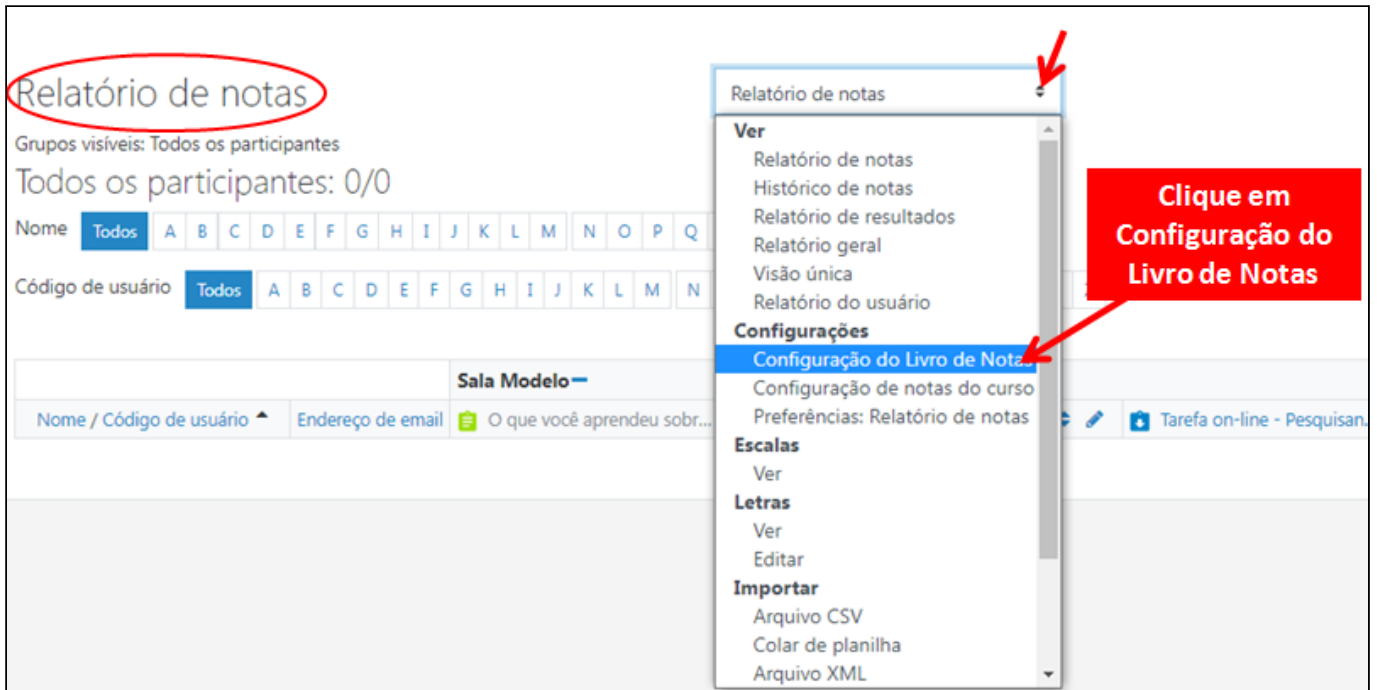 Relatório de notas
Grupos visíveis: Todos os participantes
Todos os participantes: 0/0
Nome Todos A B C D E F G H I J K L M N O P Q
Código de usuário Todos A B C D E F G H I J K L M N
Sala Modelo
Nome / Código de usuário Endereço de email O que você aprendeu sobr... Tarefa on-line - Pesquisan.
Relatório de notas
Ver
Relatório de notas
Histórico de notas
Relatório de resultados
Relatório geral
Visão única
Relatório do usuário
Configurações
Configuração do Livro de Notas
Configuração de notas do curso
Preferências: Relatório de notas
Escalas
Ver
Letras
Ver
Editar
Importar
Arquivo CSV
Colar de planilha
Arquivo XML
Clique em
Configuração do
Livro de Notas